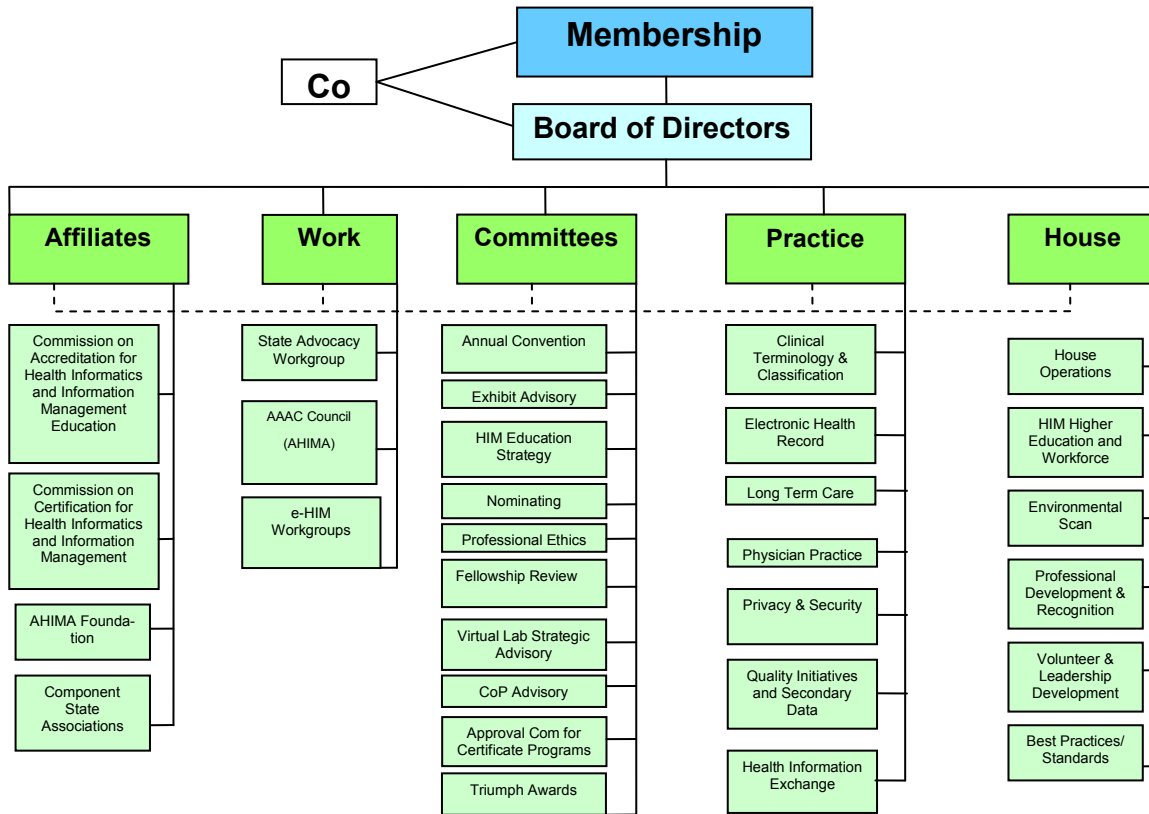 Membership
Co
Board of Directors
Affiliates
Work
Committees
Practice
House
Commission on
Accreditation for
Health Informatics
and Information
Management
Education
Commission on
Certification for
Health Informatics
and Information
Management
AHIMA Founda-
tion
Component
State
Associations
State Advocacy
Workgroup
AAAC Council
(AHIMA)
e-HIM
Workgroups
Annual Convention
Exhibit Advisory
HIM Education
Strategy
Nominating
Professional Ethics
Fellowship Review
Virtual Lab Strategic
Advisory
CoP Advisory
Approval Com for
Certificate Programs
Triumph Awards
Clinical
Terminology &
Classification
Electronic Health
Record
Long Term Care
Physician Practice
Privacy & Security
Quality Initiatives
and Secondary
Data
Health Information
Exchange
House
Operations
HIM Higher
Education and
Workforce
Environmental
Scan
Professional
Development &
Recognition
Volunteer &
Leadership
Development
Best Practices/
Standards